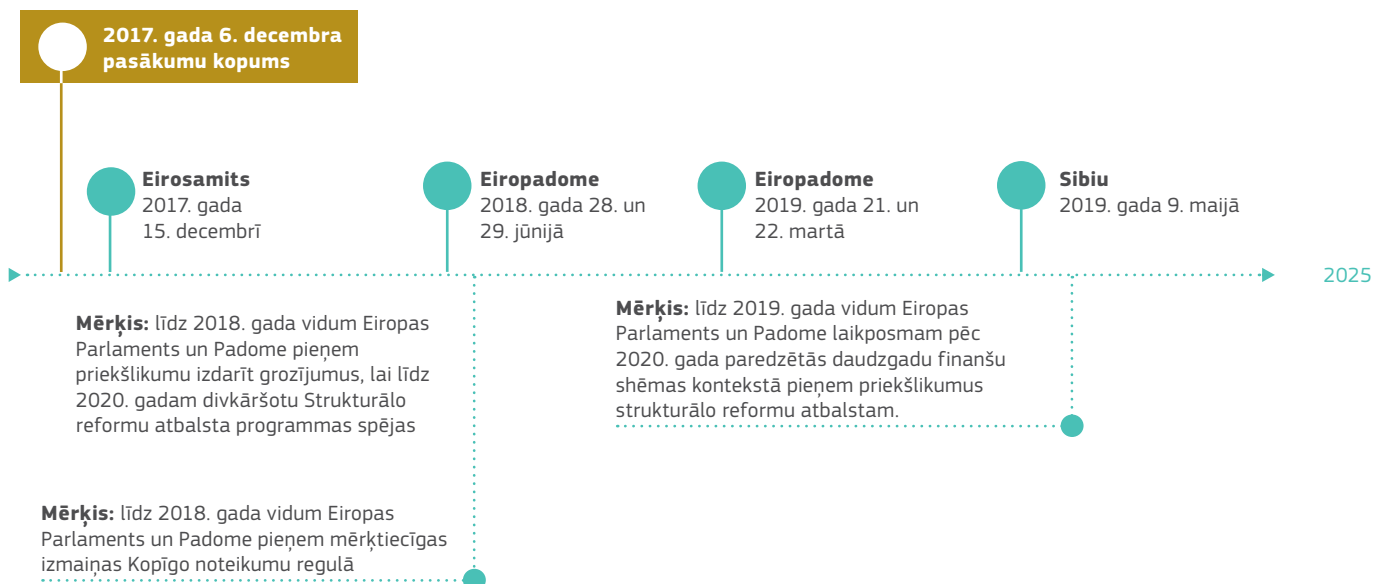 2017. gada 6. decembra
pasākumu kopums
Eirosamits
2017. gada
15. decembrī
Eiropadome
2018. gada 28. un
29. jūnijā
Eiropadome
2019. gada 21. un
22. martā
Sibiu
2019. gada 9. maijā
2025
Mērķis: līdz 2018. gada vidum Eiropas
Parlaments un Padome pieņem
priekšlikumu izdarīt grozījumus, lai līdz
2020. gadam divkāršotu Strukturālo
reformu atbalsta programmas spējas
Mērķis: līdz 2019. gada vidum Eiropas
Parlaments un Padome laikposmam pēc
2020. gada paredzētās daudzgadu finanšu
shēmas kontekstā pieņem priekšlikumus
strukturālo reformu atbalstam.
Mērķis: līdz 2018. gada vidum Eiropas
Parlaments un Padome pieņem mērķtiecīgas
izmaiņas Kopīgo noteikumu regulā